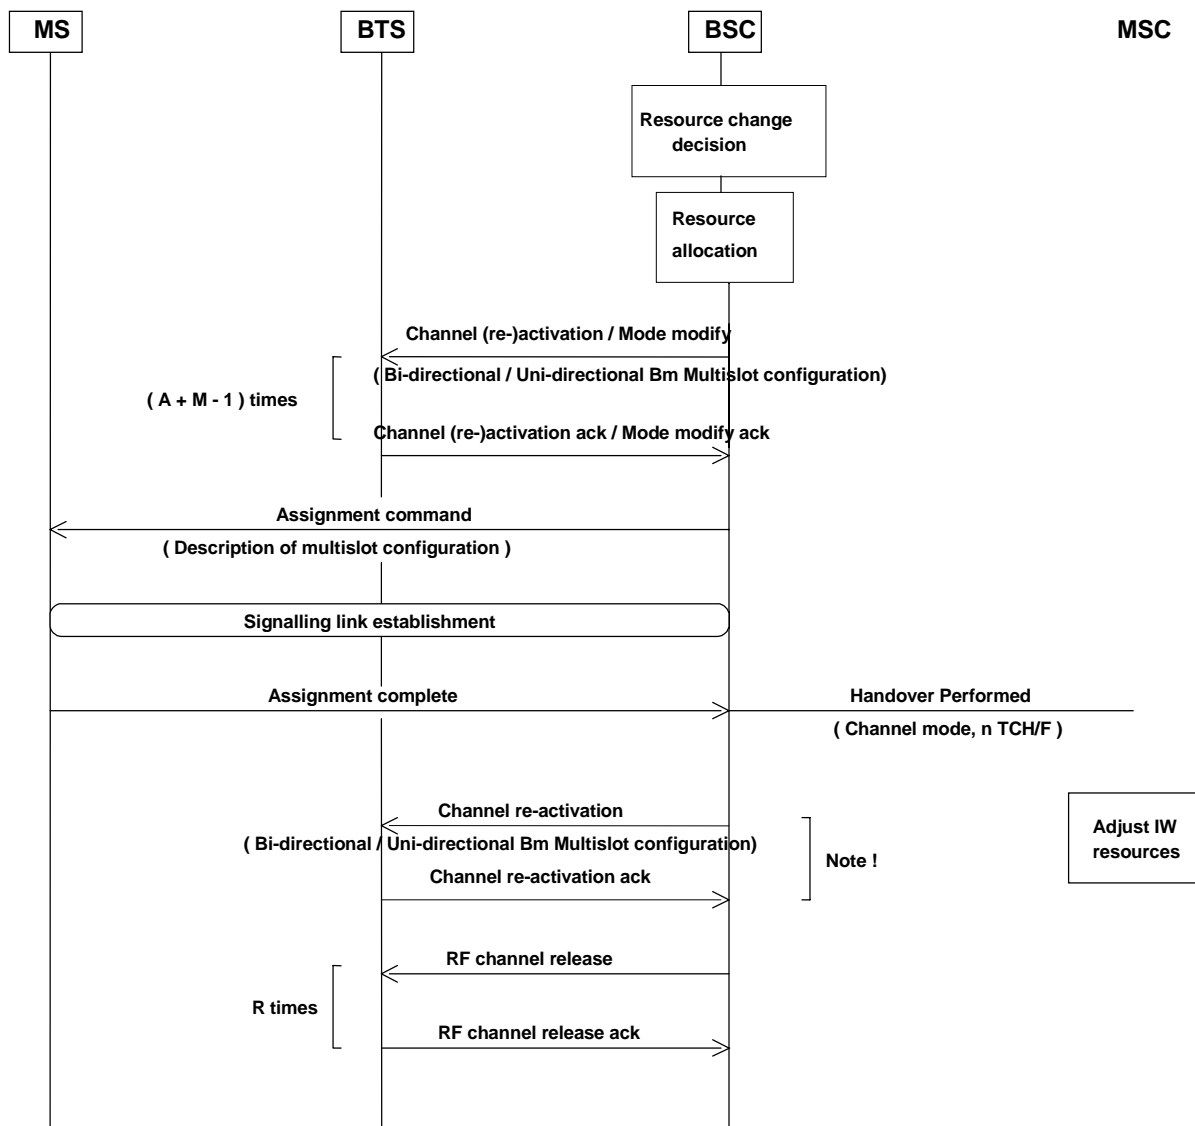 MS
BTS
BSC
MSC
Resource change
decision
Resource
allocation
Channel (re-)activation / Mode modify
( Bi-directional / Uni-directional Bm Multislot configuration)
( A + M - 1 ) times
Channel (re-)activation ack / Mode modify ack
Assignment command
( Description of multislot configuration )
Signalling link establishment
Assignment complete
Handover Performed
( Channel mode, n TCH/F )
Channel re-activation
( Bi-directional / Uni-directional Bm Multislot configuration)
Note !
Adjust IW
resources
Channel re-activation ack
RF channel release
R times
RF channel release ack